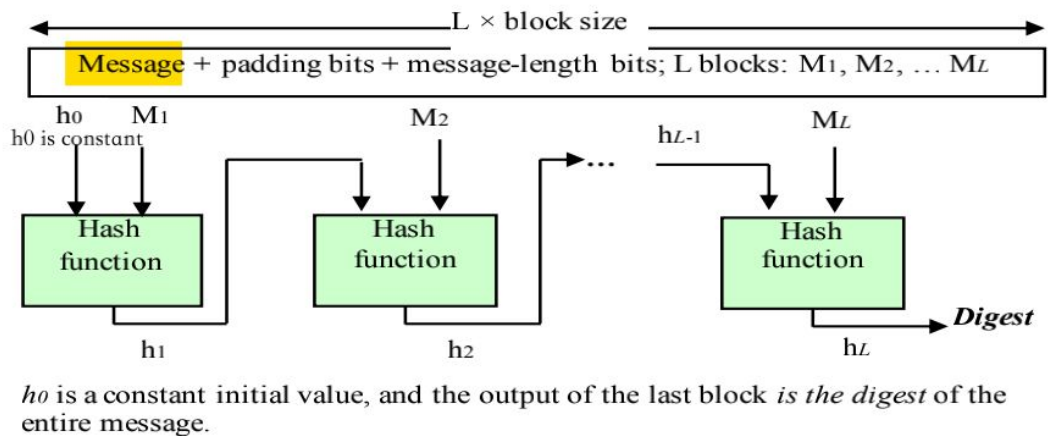 L × block size
Message + padding bits + message-length bits; L blocks: M1, M2, … ML
h0 M1 M2 hL-1 ML
h0 is constant
...
Hash function
Hash function
Hash function
h1 h2 hL Digest
h0 is a constant initial value, and the output of the last block is the digest of the
entire message.